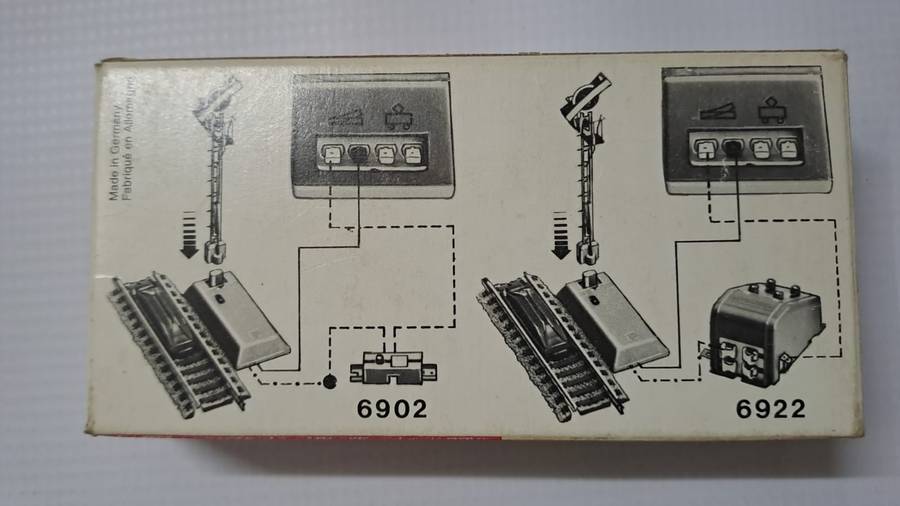 Made in Germany
Fabriqué en Allemagne
6902
6922